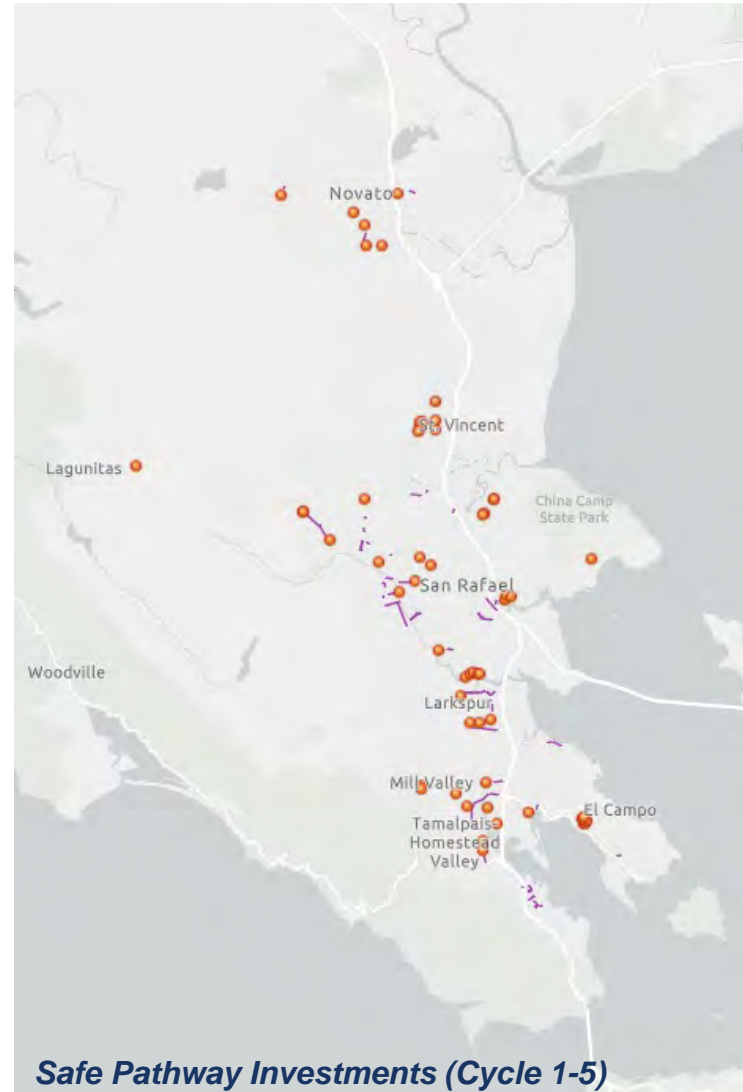 Novato
St. Vincent
Lagunitas
China Camp
State Park
San Rafael
Woodville
Larkspur
Mill Valley
El Campo
Tamalpais-
Homestead
Valley
Safe Pathway Investments (Cycle 1-5)